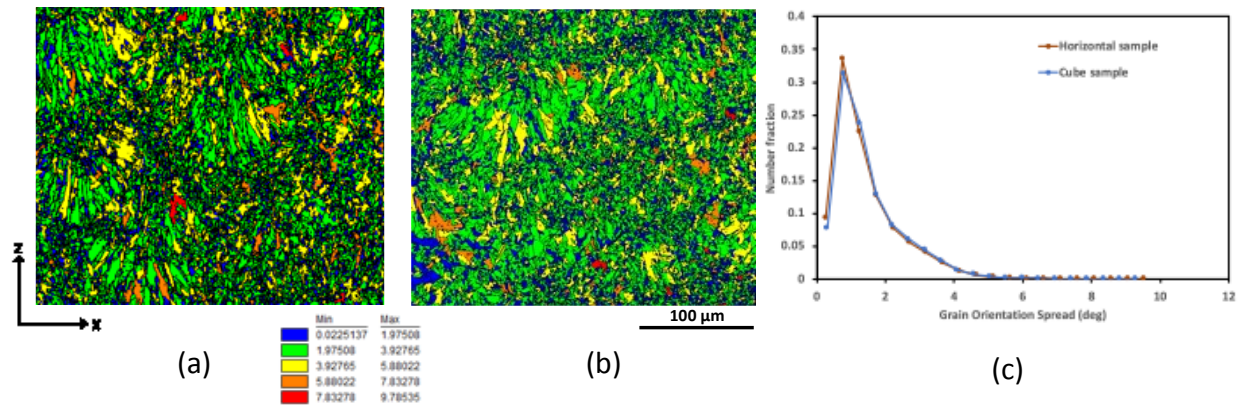 Z
X
(a)
Min Max
0.0225137 1.97508
1.97508 3.92765
3.92765 5.88022
5.88022 7.83278
7.83278 9.78535
(b)
100 µm
0.4
0.35
0.3
0.25
0.2
0.15
0.1
0.05
0
Number fraction
Horizontal sample
Cube sample
0 2 4 6 8 10 12
Grain Orientation Spread (deg)
(c)